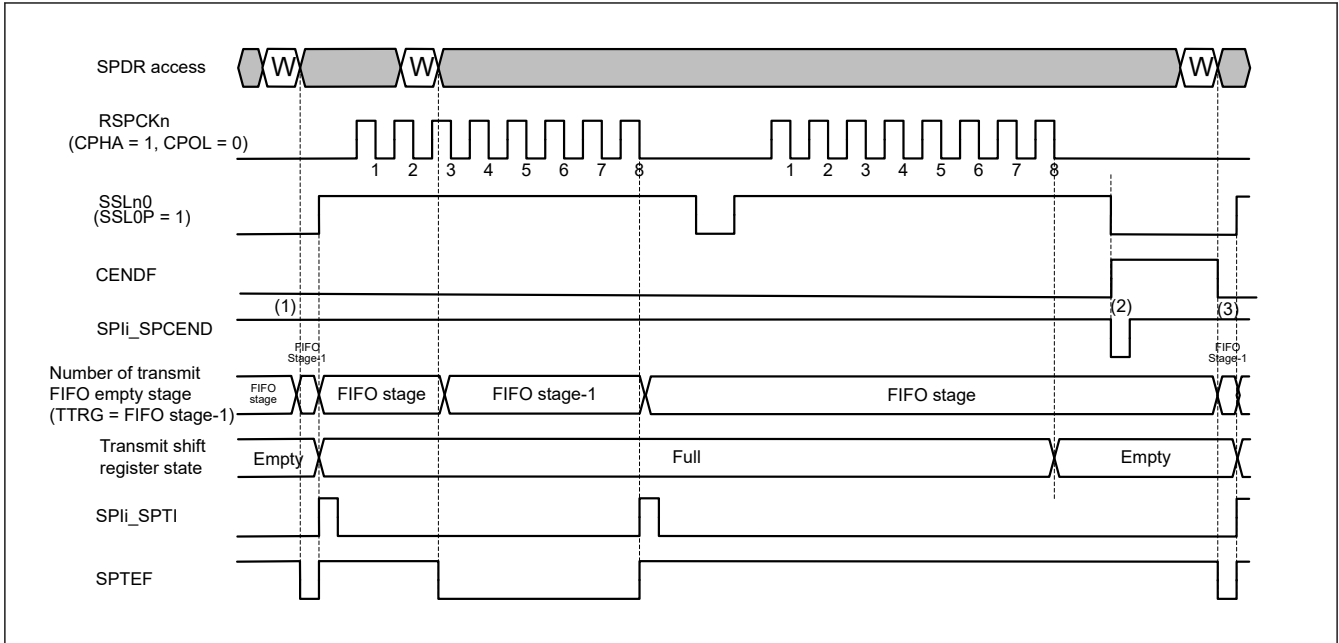 SPDR access
W
W
W
RSPCKn
(CPHA = 1, CPOL = 0)
1 2 3 4 5 6 7 8 1 2 3 4 5 6 7 8
SSLn0
(SSL0P = 1)
CENDF
(1) (2) (3)
SPIi_SPCEND
FIFO
Stage-1
FIFO
Stage-1
Number of transmit
FIFO empty stage
(TTRG = FIFO stage-1)
FIFO
stage
FIFO stage
FIFO stage-1
FIFO stage
Transmit shift
register state
Empty
Full
Empty
SPIi_SPTI
SPTEF